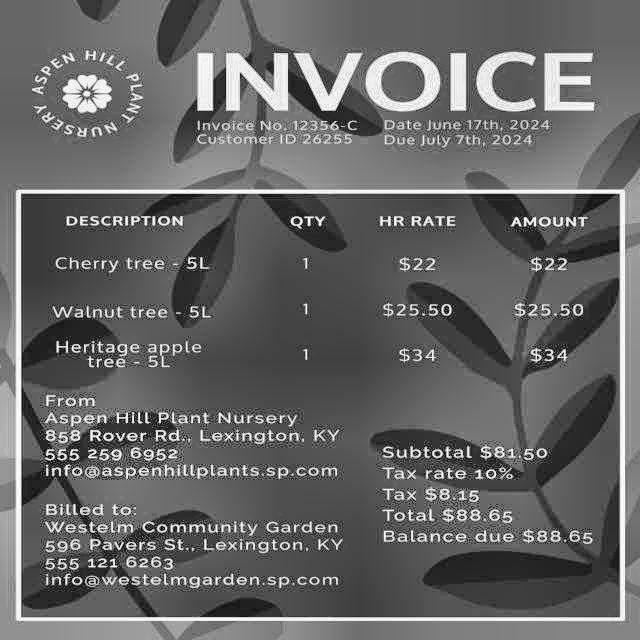 ASPEN HILL PLANT NURSERY
INVOICE
Invoice No. 12356-C Date June 17th, 2024
Customer ID 26255 Due July 7th, 2024
DESCRIPTION QTY HR RATE AMOUNT
Cherry tree - 5L 1 $22 $22
Walnut tree - 5L 1 $25.50 $25.50
Heritage apple
tree - 5L 1 $34 $34
From
Aspen Hill Plant Nursery
858 Rover Rd., Lexington, KY
555 259 6952
info@aspenhillplants.sp.com
Billed to:
Westelm Community Garden
596 Pavers St., Lexington, KY
555 121 6263
info@westelmgarden.sp.com
Subtotal $81.50
Tax rate 10%
Tax $8.15
Total $88.65
Balance due $88.65